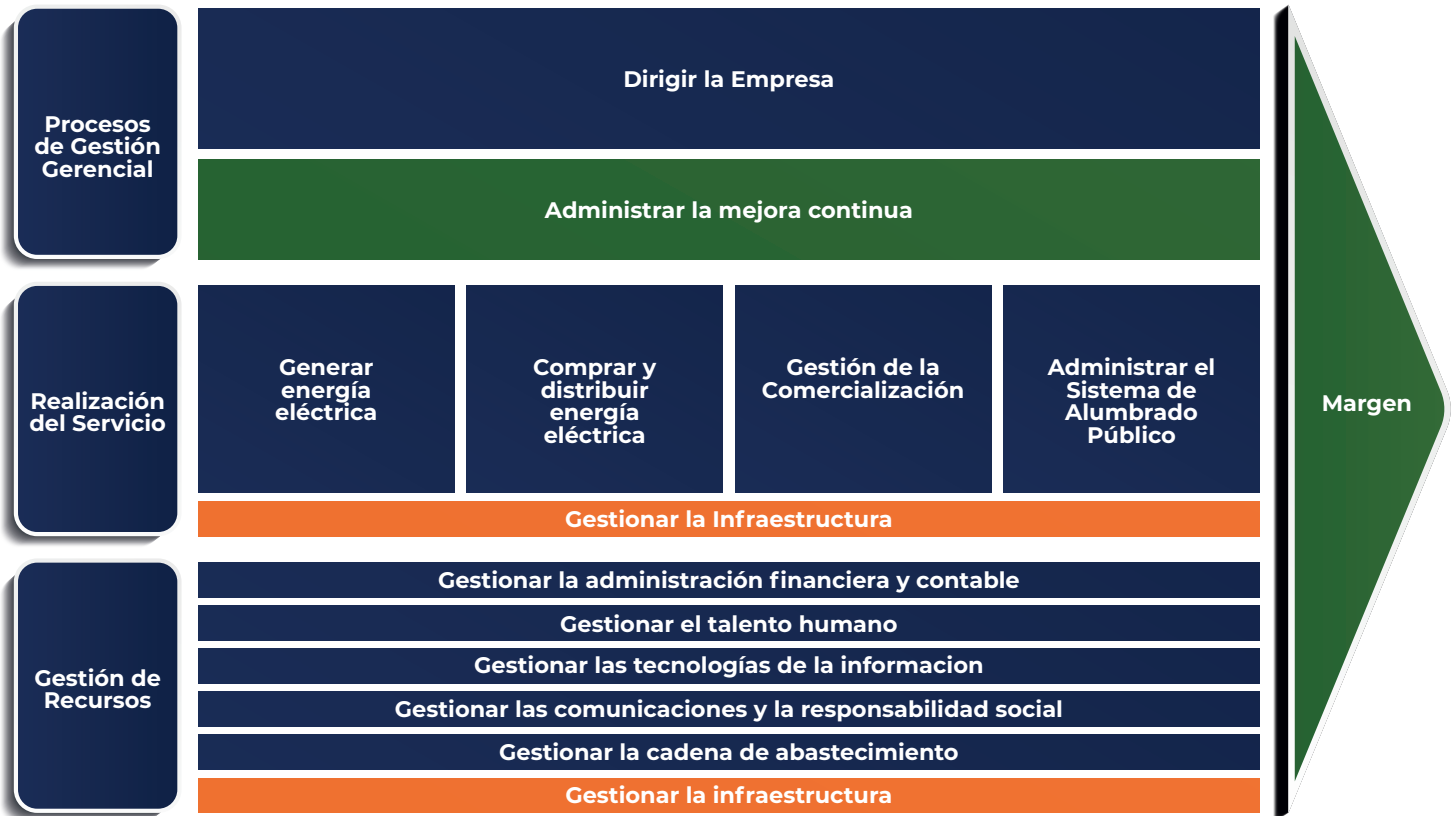 Procesos
de Gestión
Gerencial
Dirigir la Empresa
Administrar la mejora continua
Realización
del Servicio
Generar
energía
eléctrica
Comprar y
distribuir
energía
eléctrica
Gestión de la
Comercialización
Administrar el
Sistema de
Alumbrado
Público
Gestionar la Infraestructura
Gestión de
Recursos
Gestionar la administración financiera y contable
Gestionar el talento humano
Gestionar las tecnologías de la informacion
Gestionar las comunicaciones y la responsabilidad social
Gestionar la cadena de abastecimiento
Gestionar la infraestructura
Margen